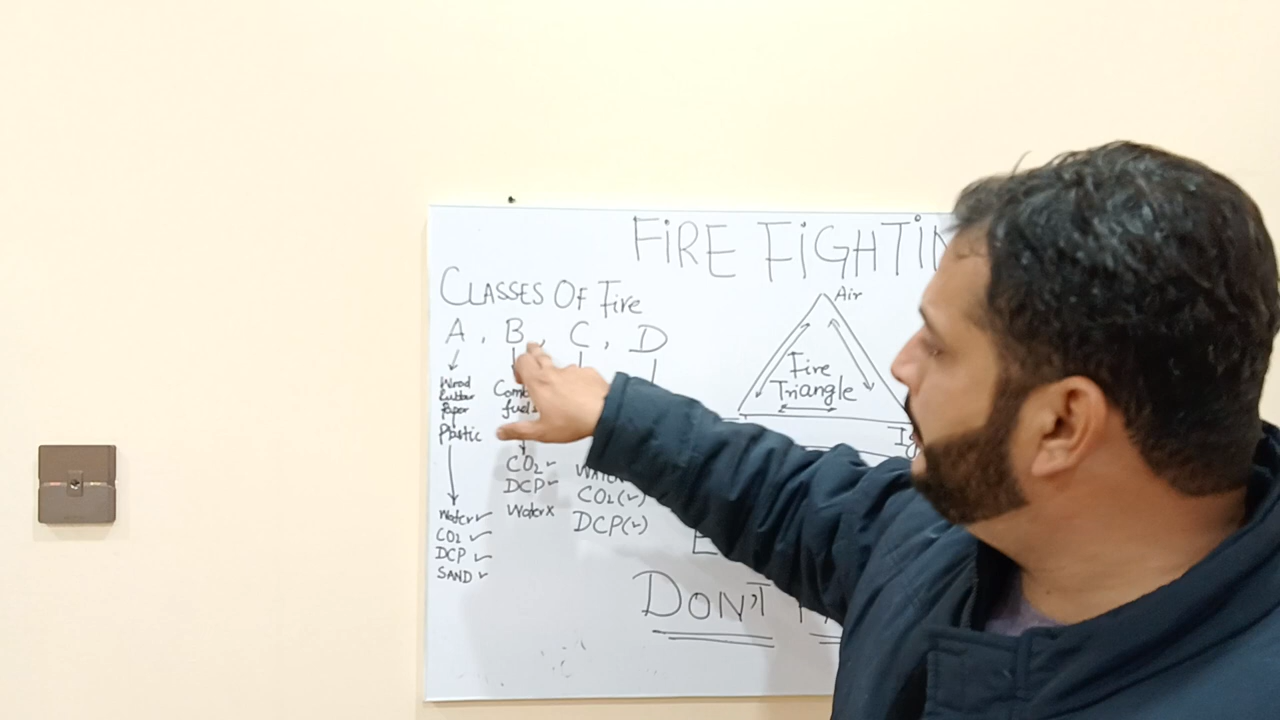 FiRE FiGHTiN
CLASSES OF Fire
A, B, C, D
Wood
Rubber
Paper
Plastic
Water ✓
CO2 ✓
DCP ✓
SAND ✓
fuel
CO2 ✓
DCP ✓
Water x
WATER
CO2 (✓)
DCP (✓)
Air
Fire
Triangle
DON'T